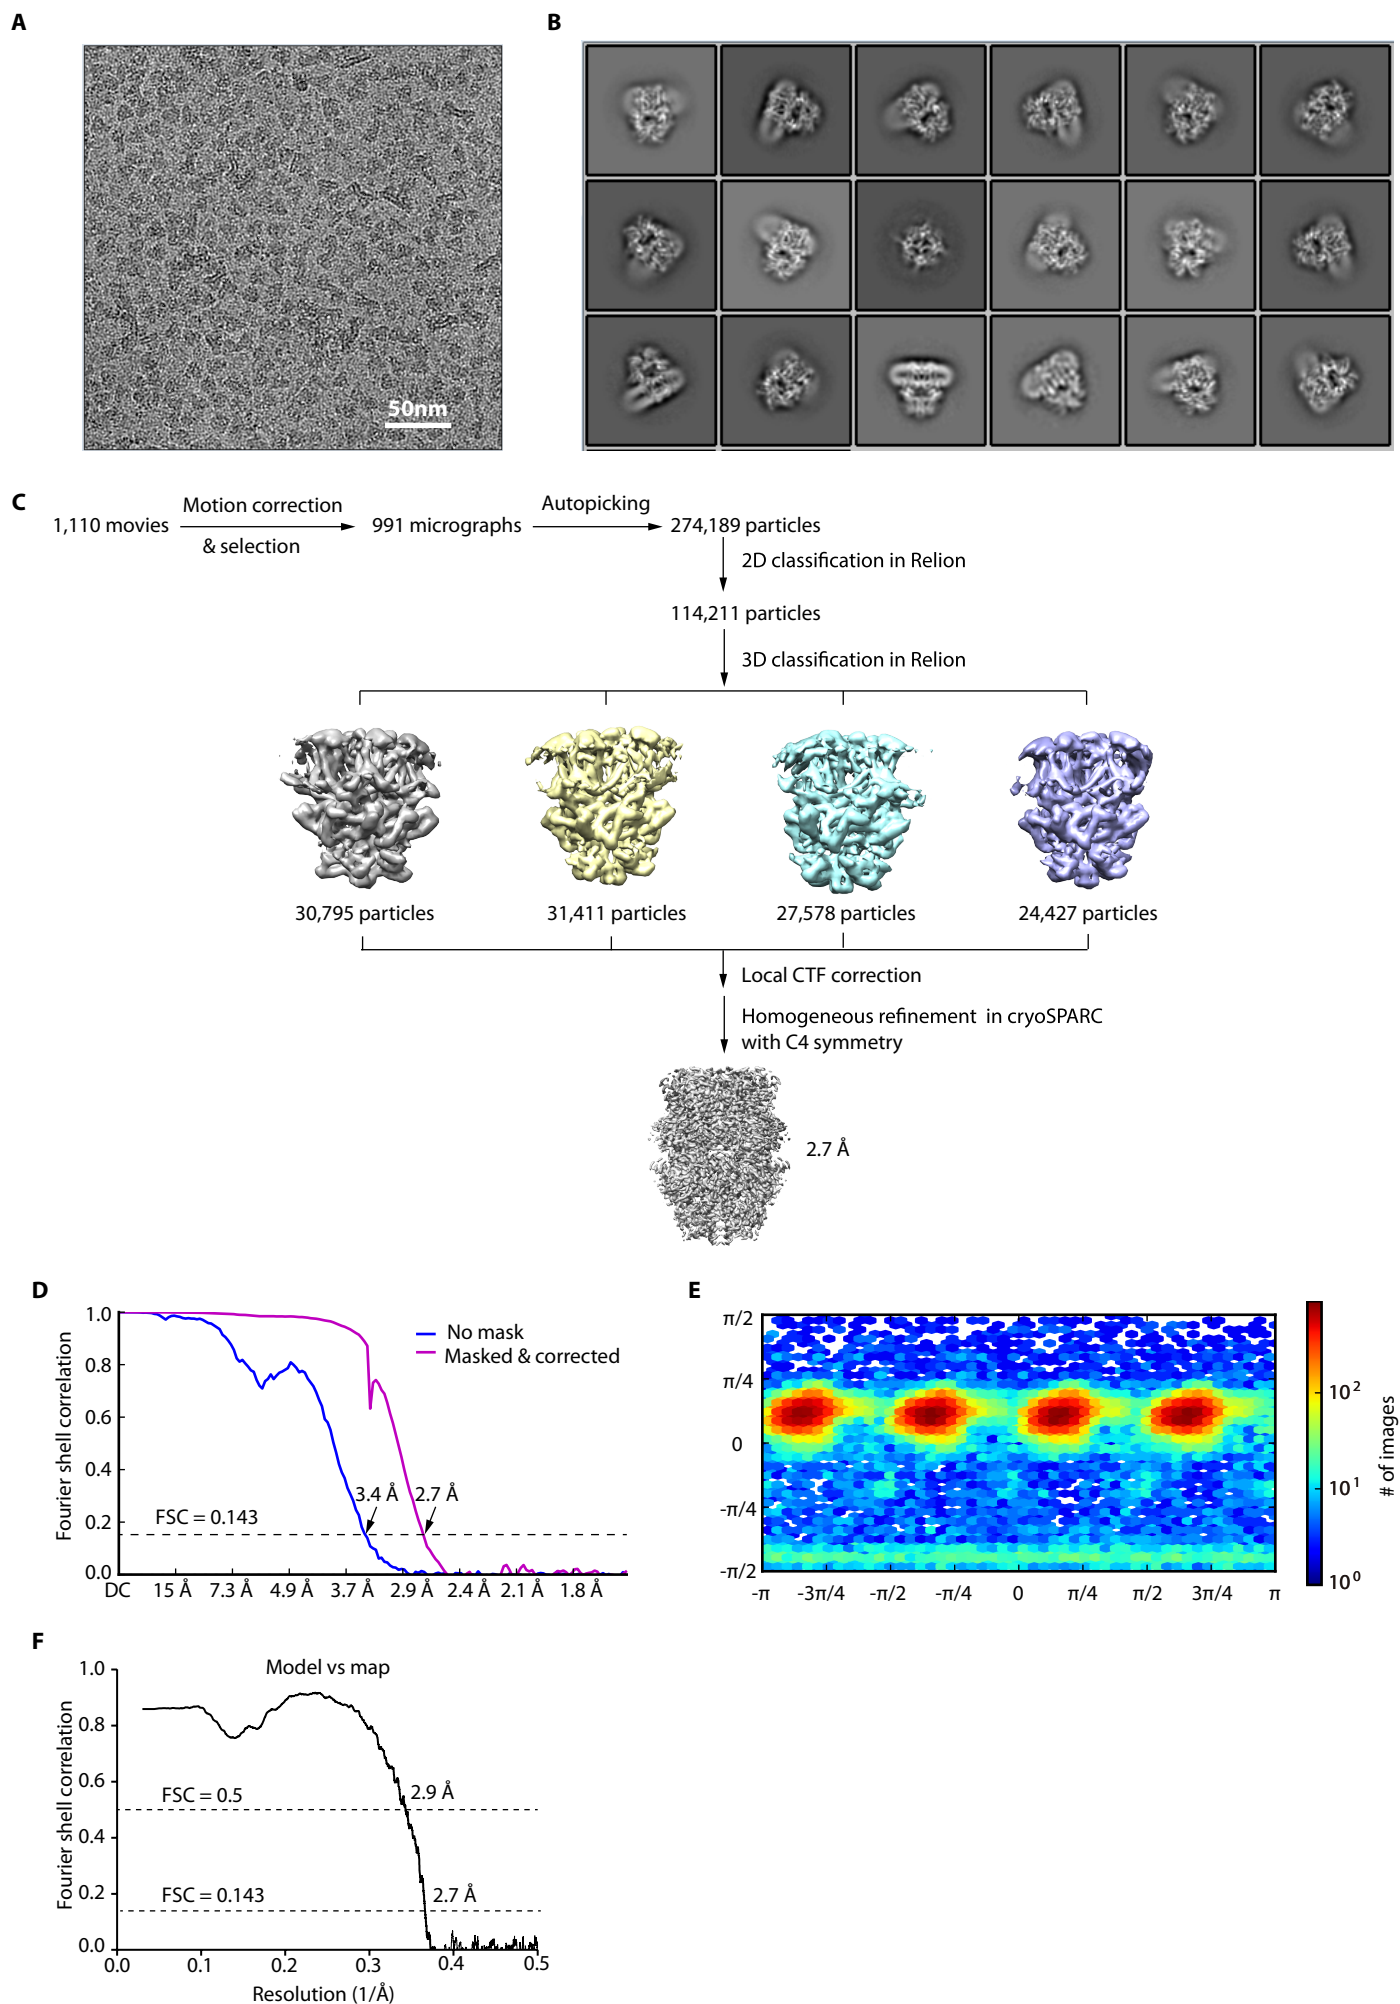 A
B
50nm
C
1,110 movies
Motion correction
& selection
991 micrographs
Autopicking
274,189 particles
2D classification in Relion
114,211 particles
3D classification in Relion
30,795 particles
31,411 particles
27,578 particles
24,427 particles
Local CTF correction
Homogeneous refinement in cryoSPARC
with C4 symmetry
2.7 Å
D
Fourier shell correlation
1.0
0.8
0.6
0.4
0.2
0.0
No mask
Masked & corrected
3.4 Å
2.7 Å
FSC = 0.143
DC
15 Å
7.3 Å
4.9 Å
3.7 Å
2.9 Å
2.4 Å
2.1 Å
1.8 Å
E
π/2
π/4
0
-π/4
-π/2
-π
-3π/4
-π/2
-π/4
0
π/4
π/2
3π/4
π
10²
10¹
10⁰
# of images
F
Model vs map
Fourier shell correlation
1.0
0.8
0.6
0.4
0.2
0.0
FSC = 0.5
2.9 Å
FSC = 0.143
2.7 Å
0.0
0.1
0.2
0.3
0.4
0.5
Resolution (1/Å)